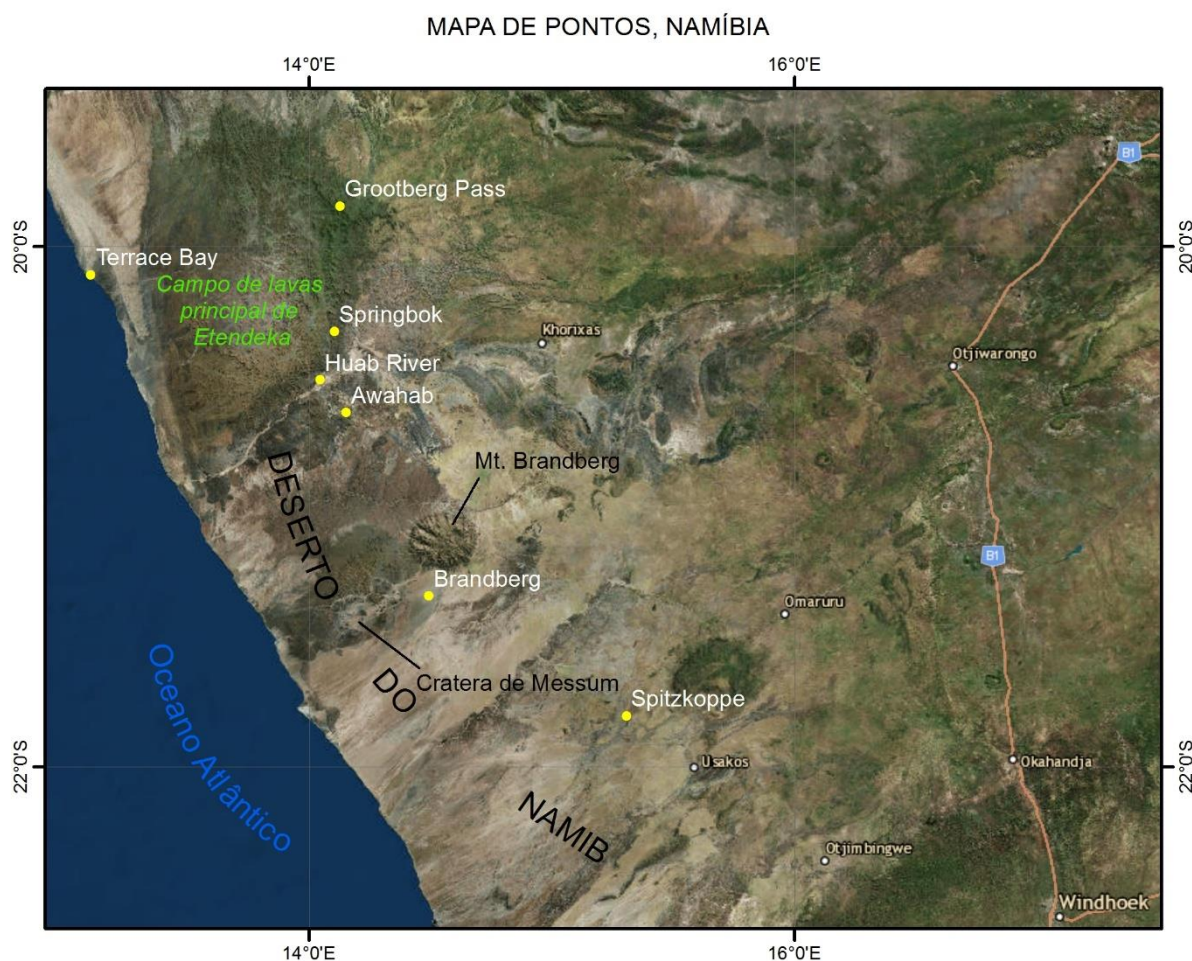 MAPA DE PONTOS, NAMÍBIA
14°0'E
16°0'E
B1
Grootberg Pass
20°0'S
20°0'S
Terrace Bay
Campo de lavas
principal de
Etendeka
Springbok
Khorixas
Huab River
Otjiwarongo
Awahab
Mt. Brandberg
DESERTO
B1
Brandberg
Omaruru
DO
Cratera de Messum
Spitzkoppe
Oceano Atlântico
22°0'S
Usakos
Okahandja
22°0'S
NAMIB
Otjimbingwe
Windhoek
14°0'E
16°0'E